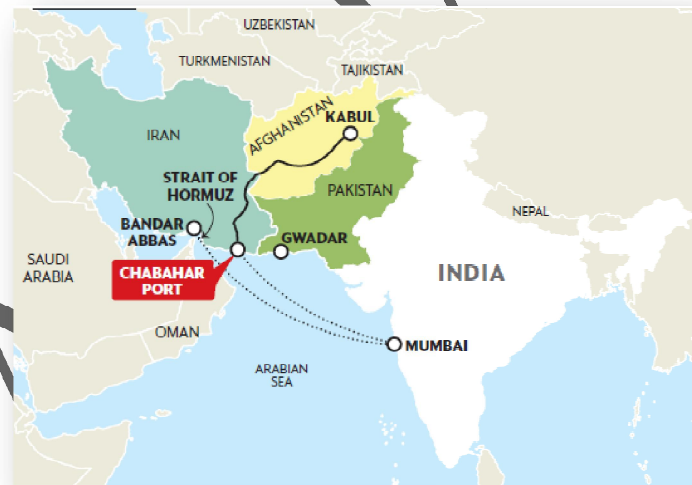 UZBEKISTAN
TURKMENISTAN
TAJIKISTAN
AFGHANISTAN
KABUL
IRAN
STRAIT OF
HORMUZ
PAKISTAN
BANDAR
ABBAS
NEPAL
GWADAR
SAUDI
ARABIA
CHABAHAR
PORT
INDIA
OMAN
MUMBAI
ARABIAN
SEA